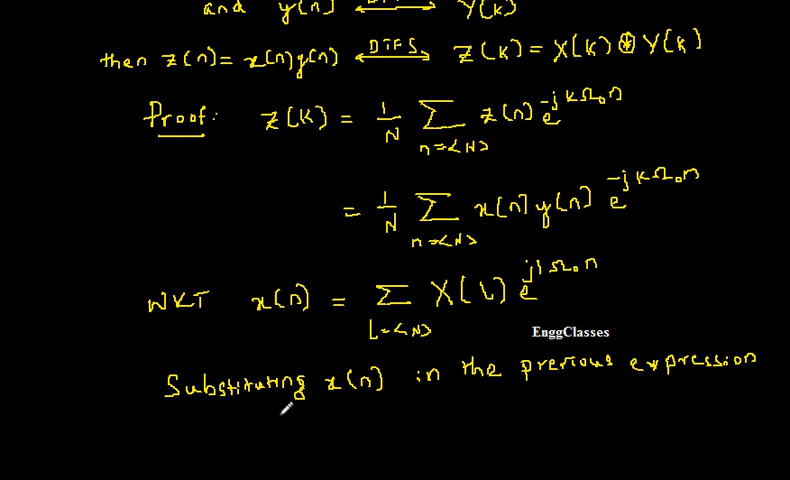 and y[n] <-DTFS-> Y[k]
then z[n] = x[n]y[n] <-DTFS-> Z[k] = X[k] ⊛ Y[k]
Proof: Z[k] = 1/N Σ_{n=<N>} z[n] e^{-jkΩ₀n}
= 1/N Σ_{n=<N>} x[n] y[n] e^{-jkΩ₀n}
WKT x[n] = Σ_{l=<N>} X[l] e^{jlΩ₀n}
EnggClasses
Substituting x[n] in the previous expression